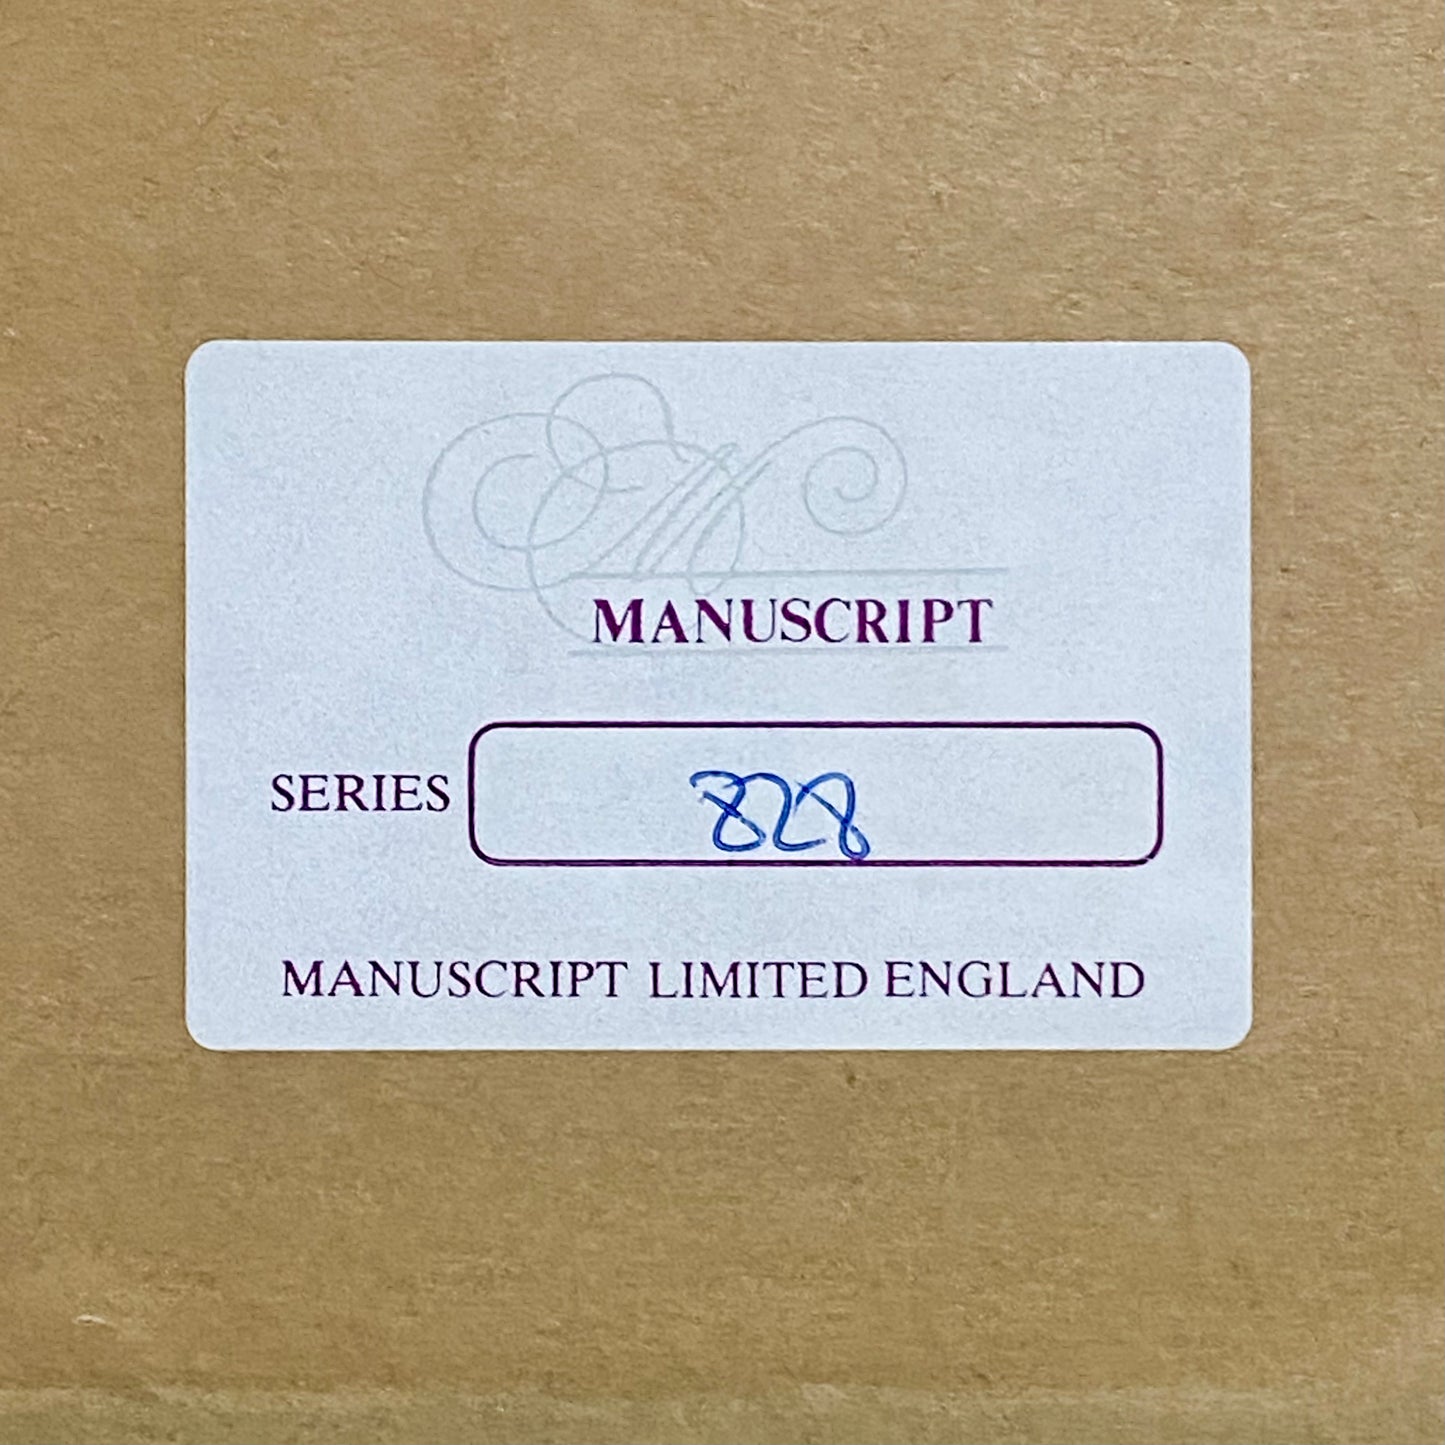 MANUSCRIPT
SERIES 828
MANUSCRIPT LIMITED ENGLAND